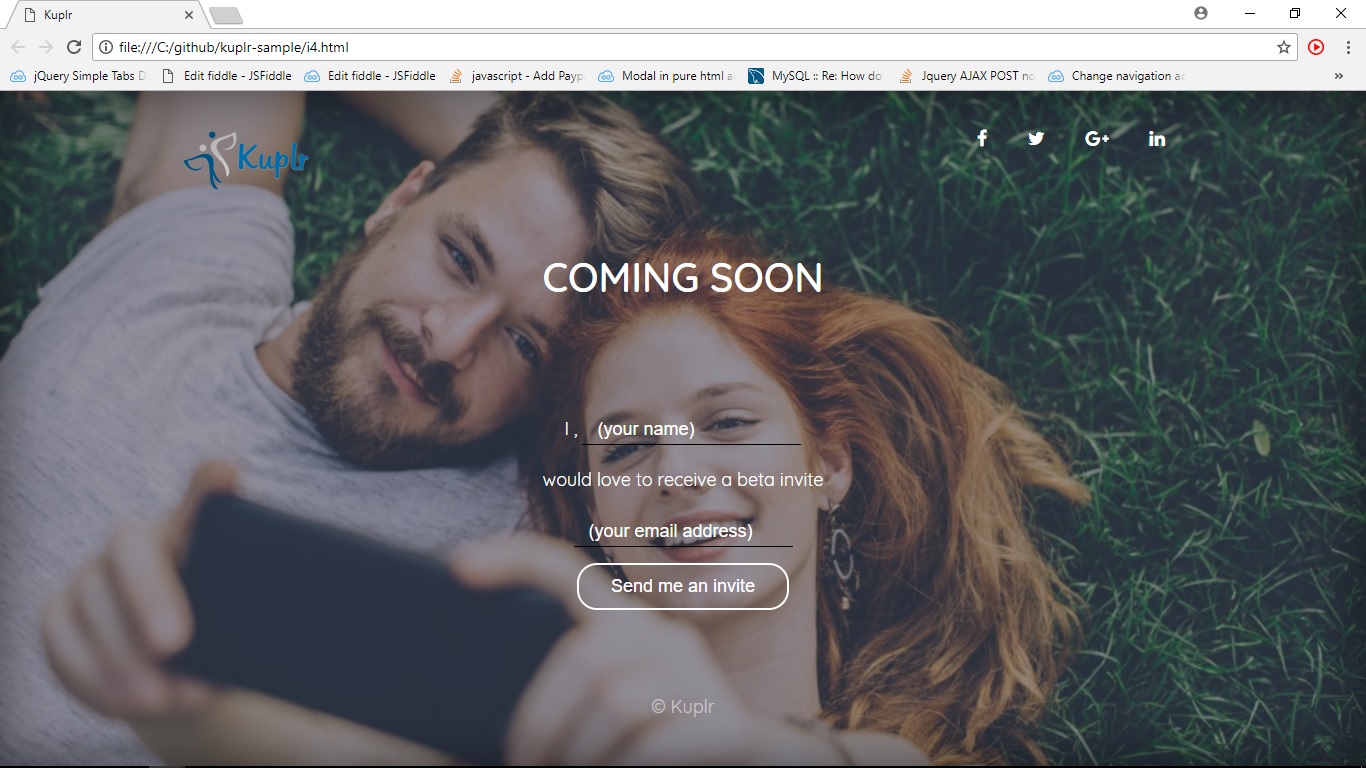 Kuplr
file:///C:/github/kuplr-sample/i4.html
jQuery Simple Tabs D
Edit fiddle - JSFiddle
Edit fiddle - JSFiddle
javascript - Add Payp
Modal in pure html a
MySQL :: Re: How do
Jquery AJAX POST no
Change navigation ac
»
Kuplr
f
G+
in
COMING SOON
I , (your name)
would love to receive a beta invite
(your email address)
Send me an invite
© Kuplr